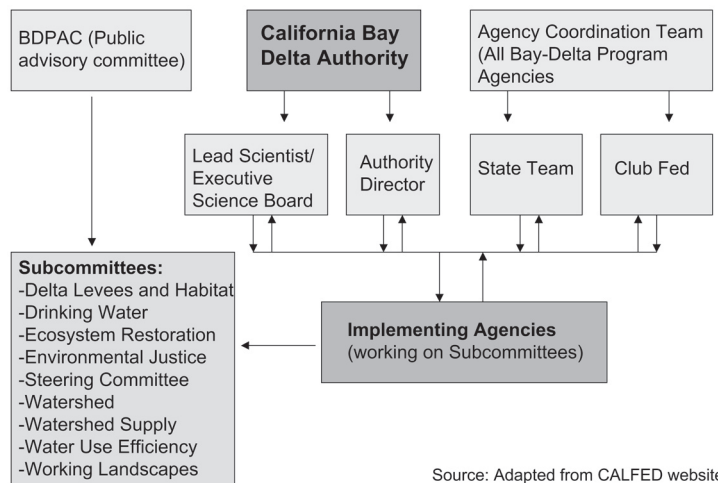 BDPAC (Public
advisory committee)
California Bay
Delta Authority
Agency Coordination Team
(All Bay-Delta Program
Agencies
Lead Scientist/
Executive
Science Board
Authority
Director
State Team
Club Fed
Subcommittees:
-Delta Levees and Habitat
-Drinking Water
-Ecosystem Restoration
-Environmental Justice
-Steering Committee
-Watershed
-Watershed Supply
-Water Use Efficiency
-Working Landscapes
Implementing Agencies
(working on Subcommittees)
Source: Adapted from CALFED website